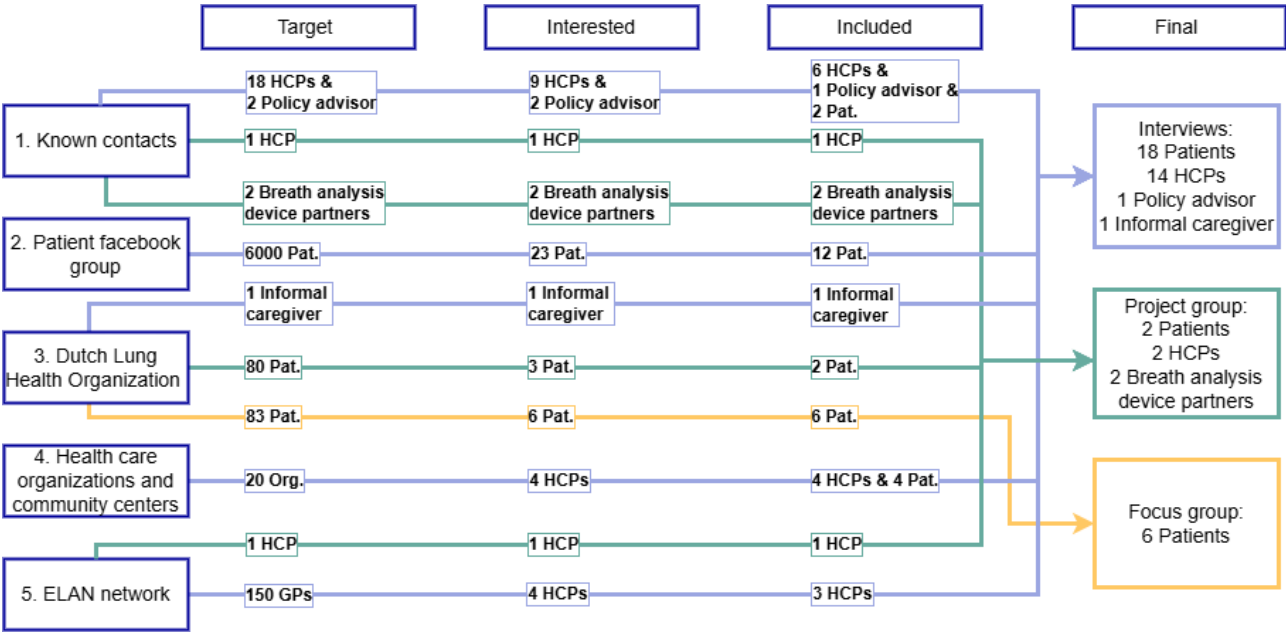 Target
Interested
Included
Final
18 HCPs &
2 Policy advisor
9 HCPs &
2 Policy advisor
6 HCPs &
1 Policy advisor &
2 Pat.
1. Known contacts
1 HCP
1 HCP
1 HCP
2 Breath analysis
device partners
2 Breath analysis
device partners
2 Breath analysis
device partners
Interviews:
18 Patients
14 HCPs
1 Policy advisor
1 Informal caregiver
2. Patient facebook
group
6000 Pat.
23 Pat.
12 Pat.
1 Informal
caregiver
1 Informal
caregiver
1 Informal
caregiver
3. Dutch Lung
Health Organization
80 Pat.
3 Pat.
2 Pat.
83 Pat.
6 Pat.
6 Pat.
Project group:
2 Patients
2 HCPs
2 Breath analysis
device partners
4. Health care
organizations and
community centers
20 Org.
4 HCPs
4 HCPs & 4 Pat.
Focus group:
6 Patients
1 HCP
1 HCP
1 HCP
5. ELAN network
150 GPs
4 HCPs
3 HCPs